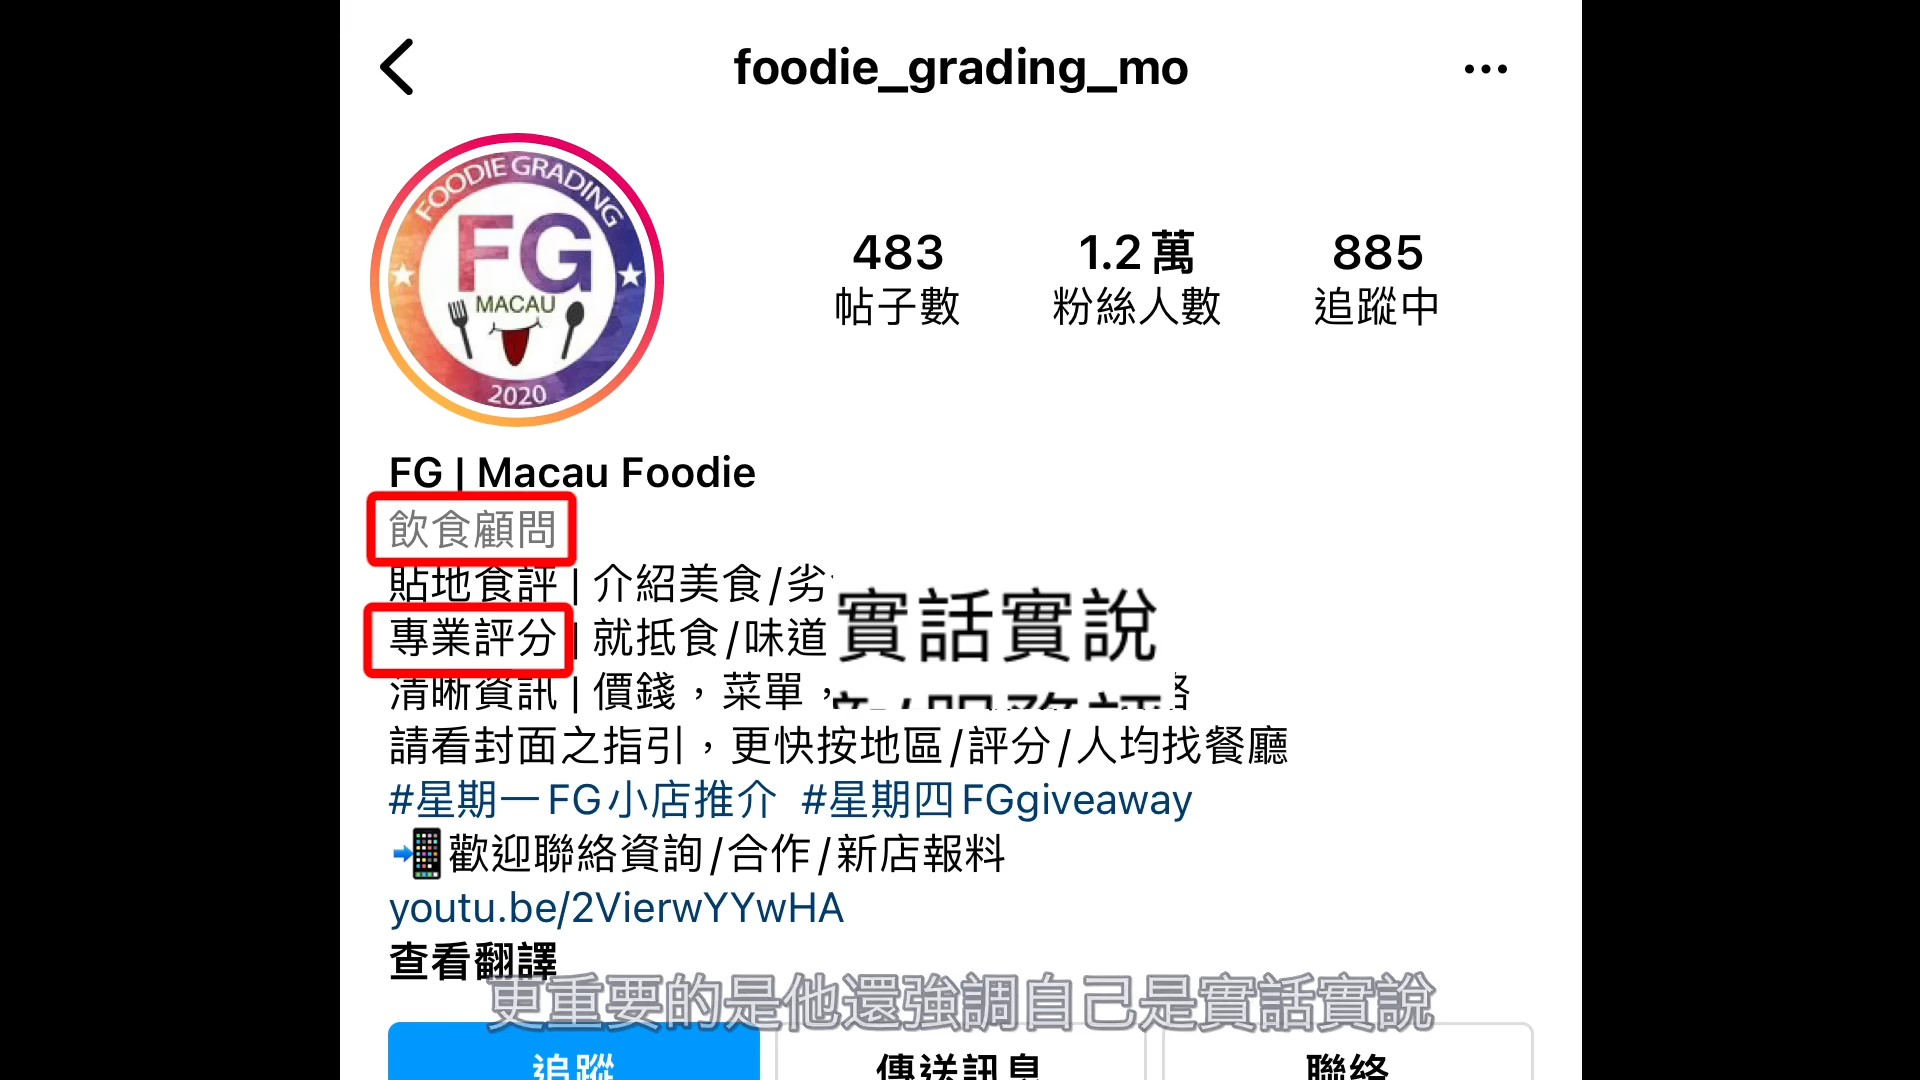 foodie_grading_mo
FOODIE GRADING
FG
MACAU
2020
483
帖子數
1.2萬
粉絲人數
885
追蹤中
FG | Macau Foodie
飲食顧問
貼地食評 | 介紹美食/劣
實話實說
專業評分 | 就抵食/味道
清晰資訊 | 價錢，菜單，
請看封面之指引，更快按地區/評分/人均找餐廳
#星期一FG小店推介 #星期四FGgiveaway
歡迎聯絡資詢/合作/新店報料
youtu.be/2VierwYYwHA
查看翻譯
更重要的是他還強調自己是實話實說
追蹤
傳送訊息
聯絡